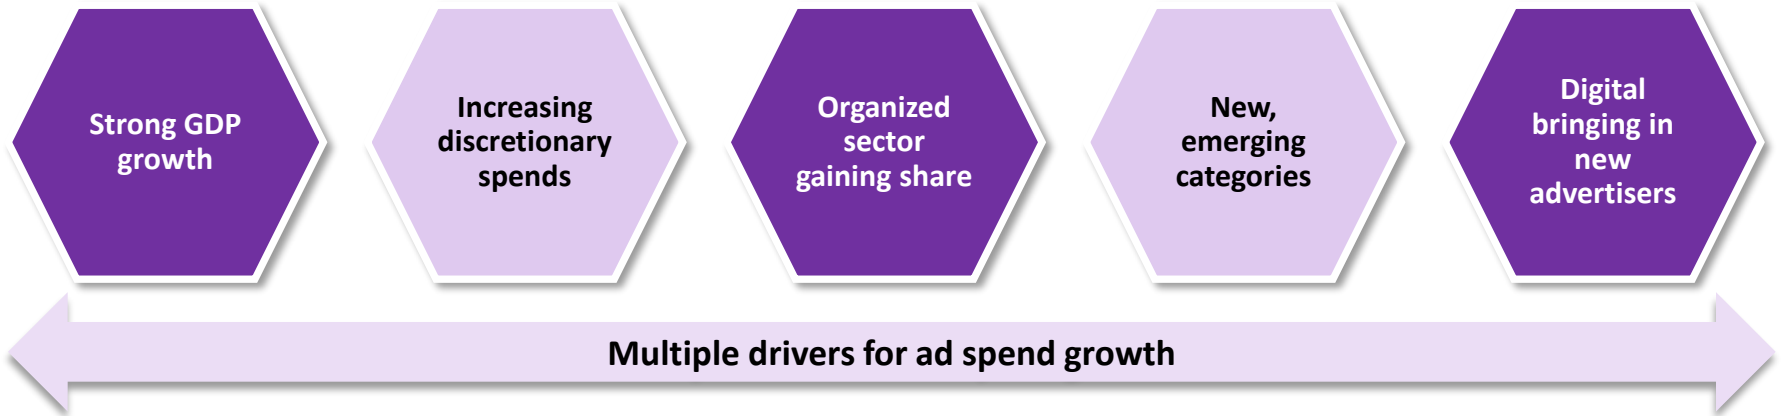 Strong GDP
growth
Increasing
discretionary
spends
Organized
sector
gaining share
New,
emerging
categories
Digital
bringing in
new
advertisers
Multiple drivers for ad spend growth